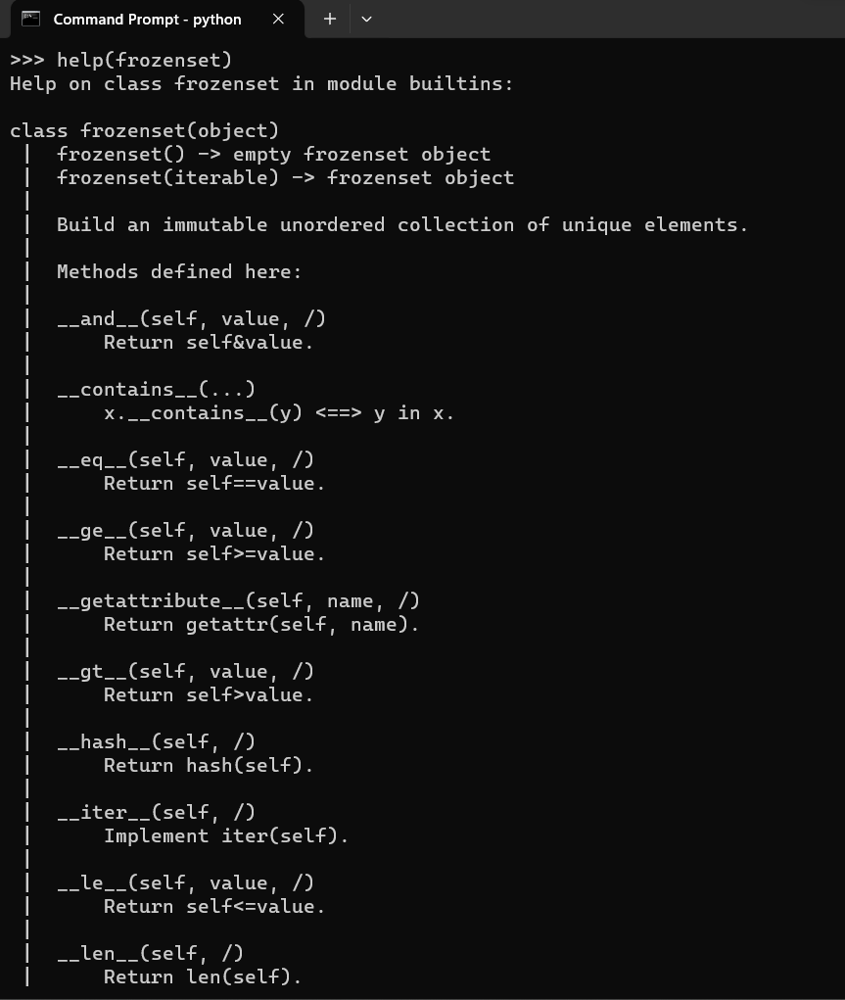 Command Prompt - python
>>> help(frozenset)
Help on class frozenset in module builtins:

class frozenset(object)
 |  frozenset() -> empty frozenset object
 |  frozenset(iterable) -> frozenset object
 |
 |  Build an immutable unordered collection of unique elements.
 |
 |  Methods defined here:
 |
 |  __and__(self, value, /)
 |      Return self&value.
 |
 |  __contains__(...)
 |      x.__contains__(y) <==> y in x.
 |
 |  __eq__(self, value, /)
 |      Return self==value.
 |
 |  __ge__(self, value, /)
 |      Return self>=value.
 |
 |  __getattribute__(self, name, /)
 |      Return getattr(self, name).
 |
 |  __gt__(self, value, /)
 |      Return self>value.
 |
 |  __hash__(self, /)
 |      Return hash(self).
 |
 |  __iter__(self, /)
 |      Implement iter(self).
 |
 |  __le__(self, value, /)
 |      Return self<=value.
 |
 |  __len__(self, /)
 |      Return len(self).